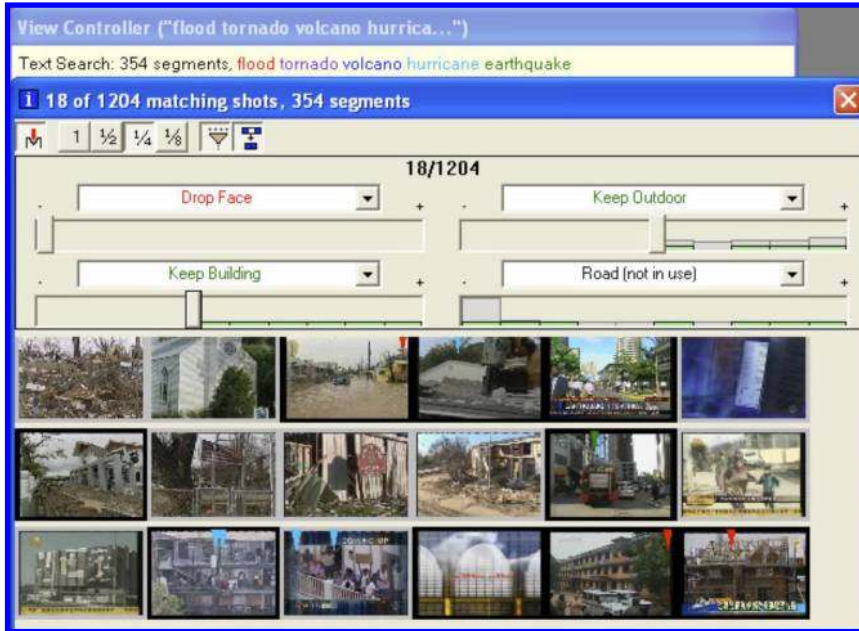 View Controller ("flood tornado volcano hurrica...")
Text Search: 354 segments, flood tornado volcano hurricane earthquake
18 of 1204 matching shots, 354 segments
1 ½ ¼ ⅛
18/1204
- Drop Face + - Keep Outdoor +
- Keep Building + - Road (not in use) +
COMING UP